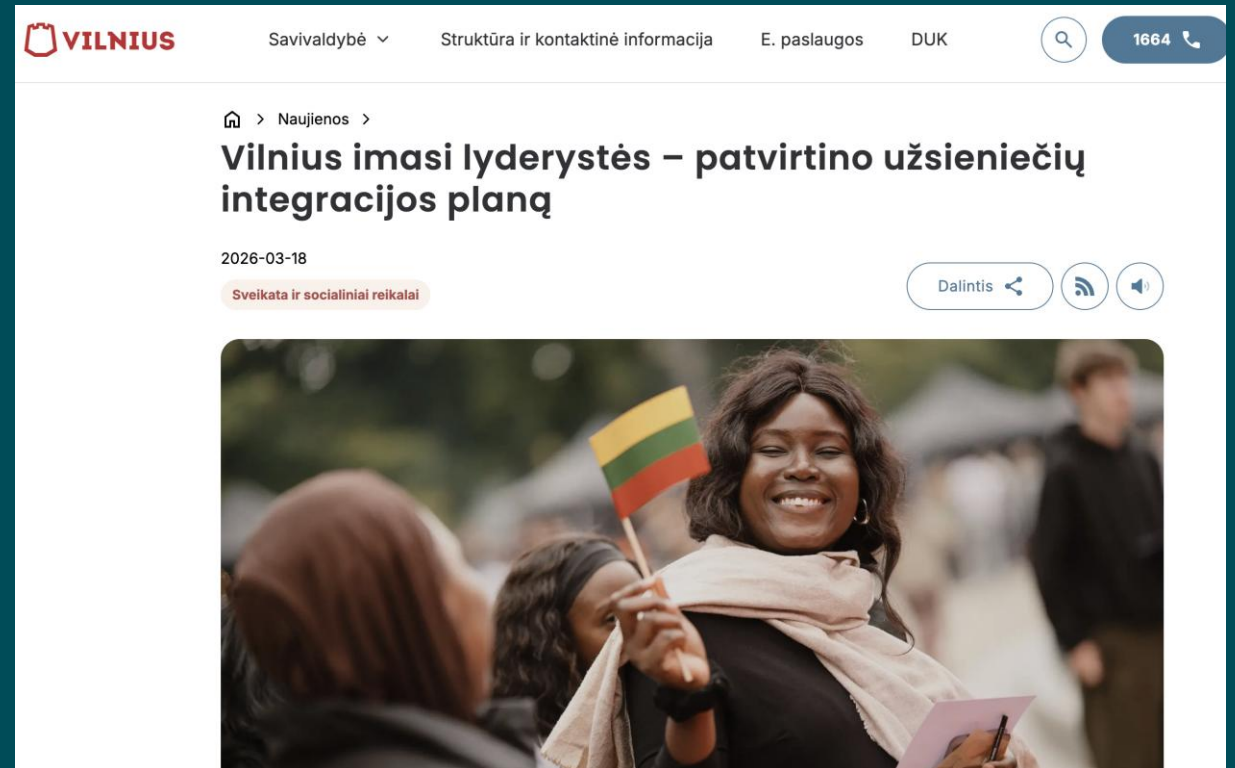 VILNIUS
Savivaldybė
Struktūra ir kontaktinė informacija
E. paslaugos
DUK
1664
Naujienos
Vilnius imasi lyderystės – patvirtino užsieniečių
integracijos planą
2026-03-18
Sveikata ir socialiniai reikalai
Dalintis